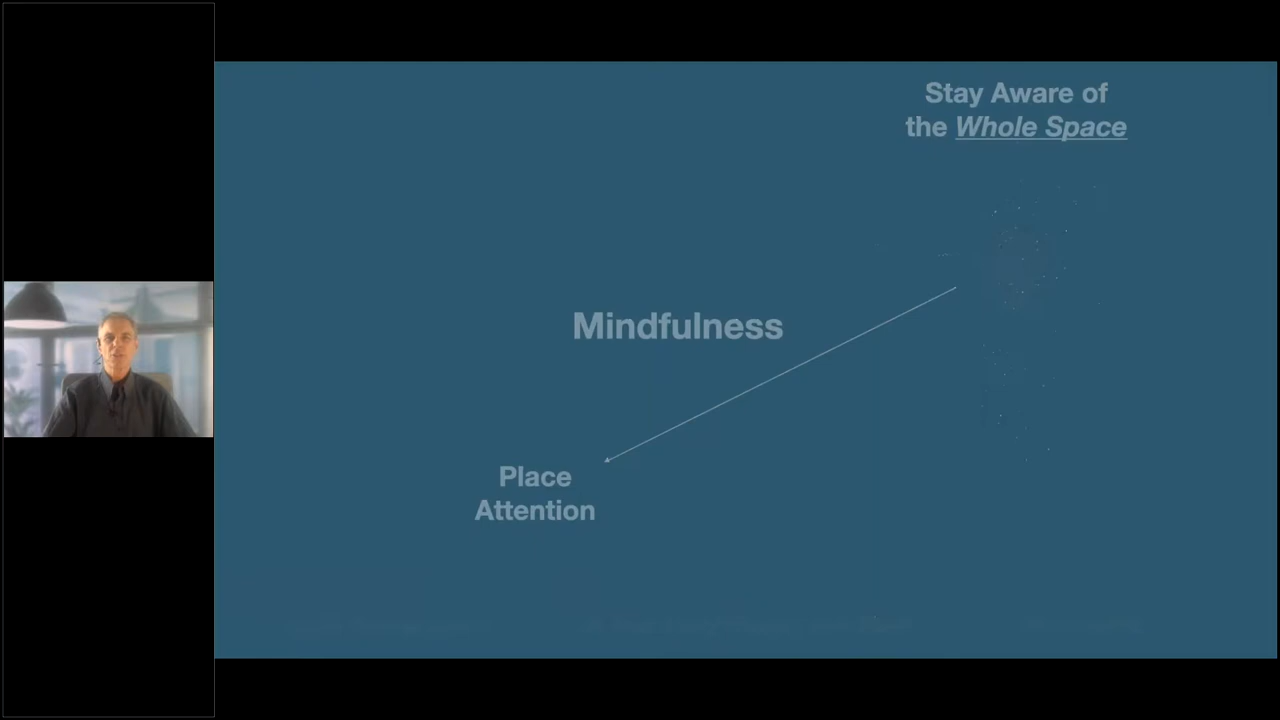 Stay Aware of
the Whole Space
Mindfulness
Place
Attention